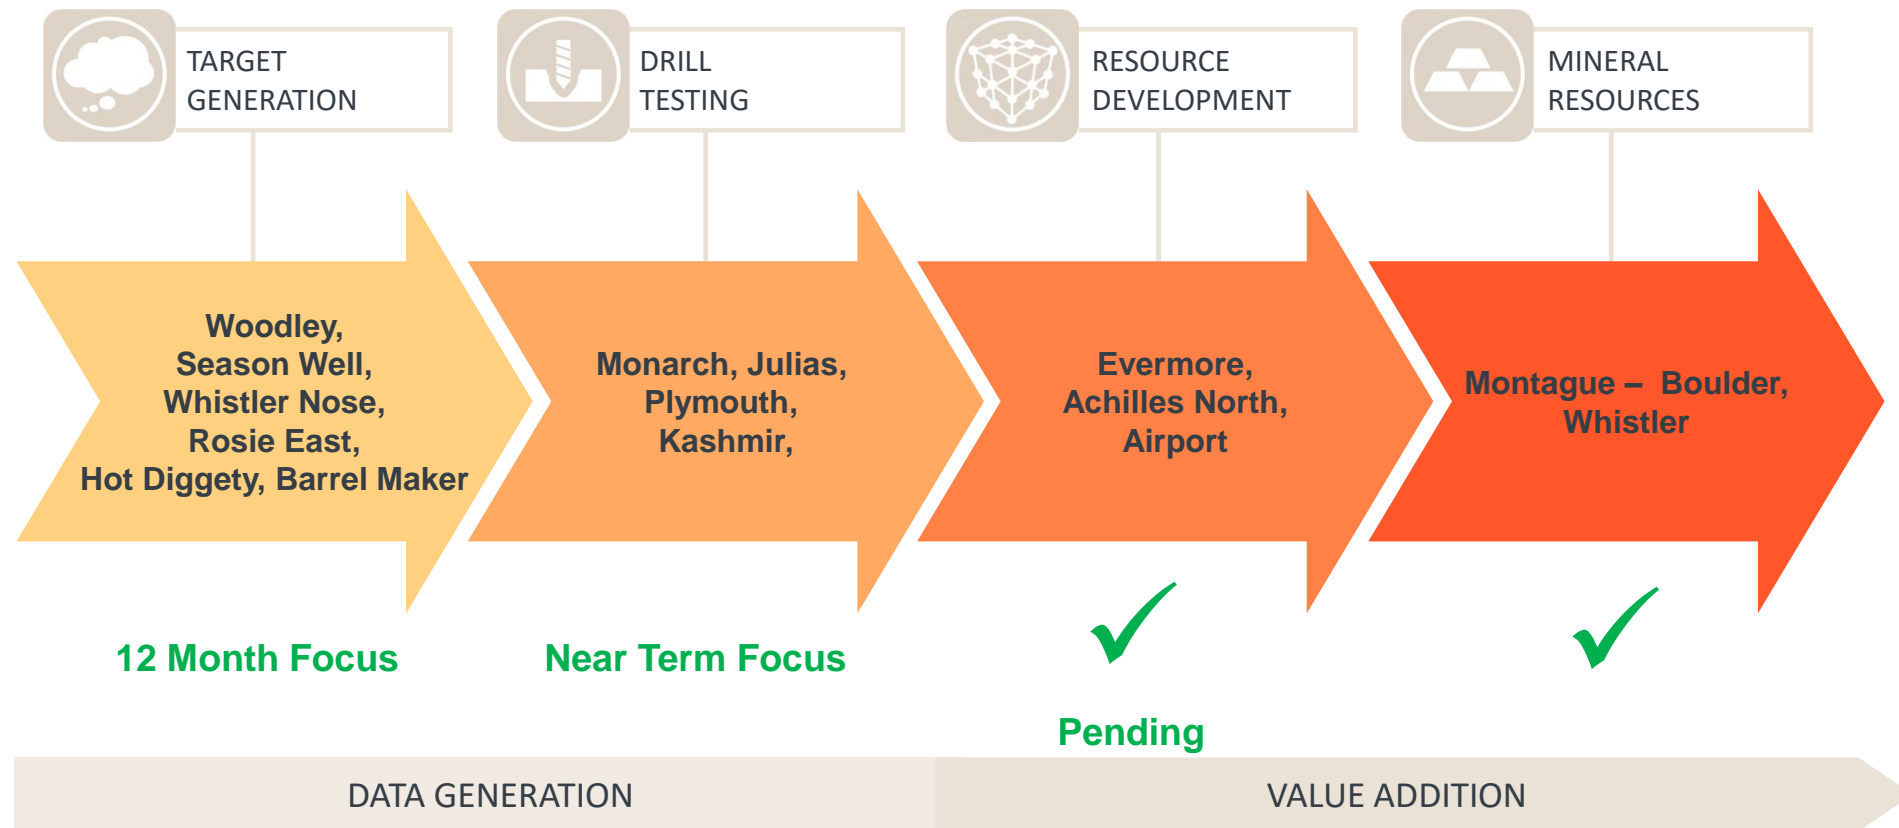 TARGET
GENERATION
DRILL
TESTING
RESOURCE
DEVELOPMENT
MINERAL
RESOURCES
Woodley,
Season Well,
Whistler Nose,
Rosie East,
Hot Diggety, Barrel Maker
Monarch, Julias,
Plymouth,
Kashmir,
Evermore,
Achilles North,
Airport
Montague – Boulder,
Whistler
12 Month Focus
Near Term Focus
Pending
DATA GENERATION
VALUE ADDITION